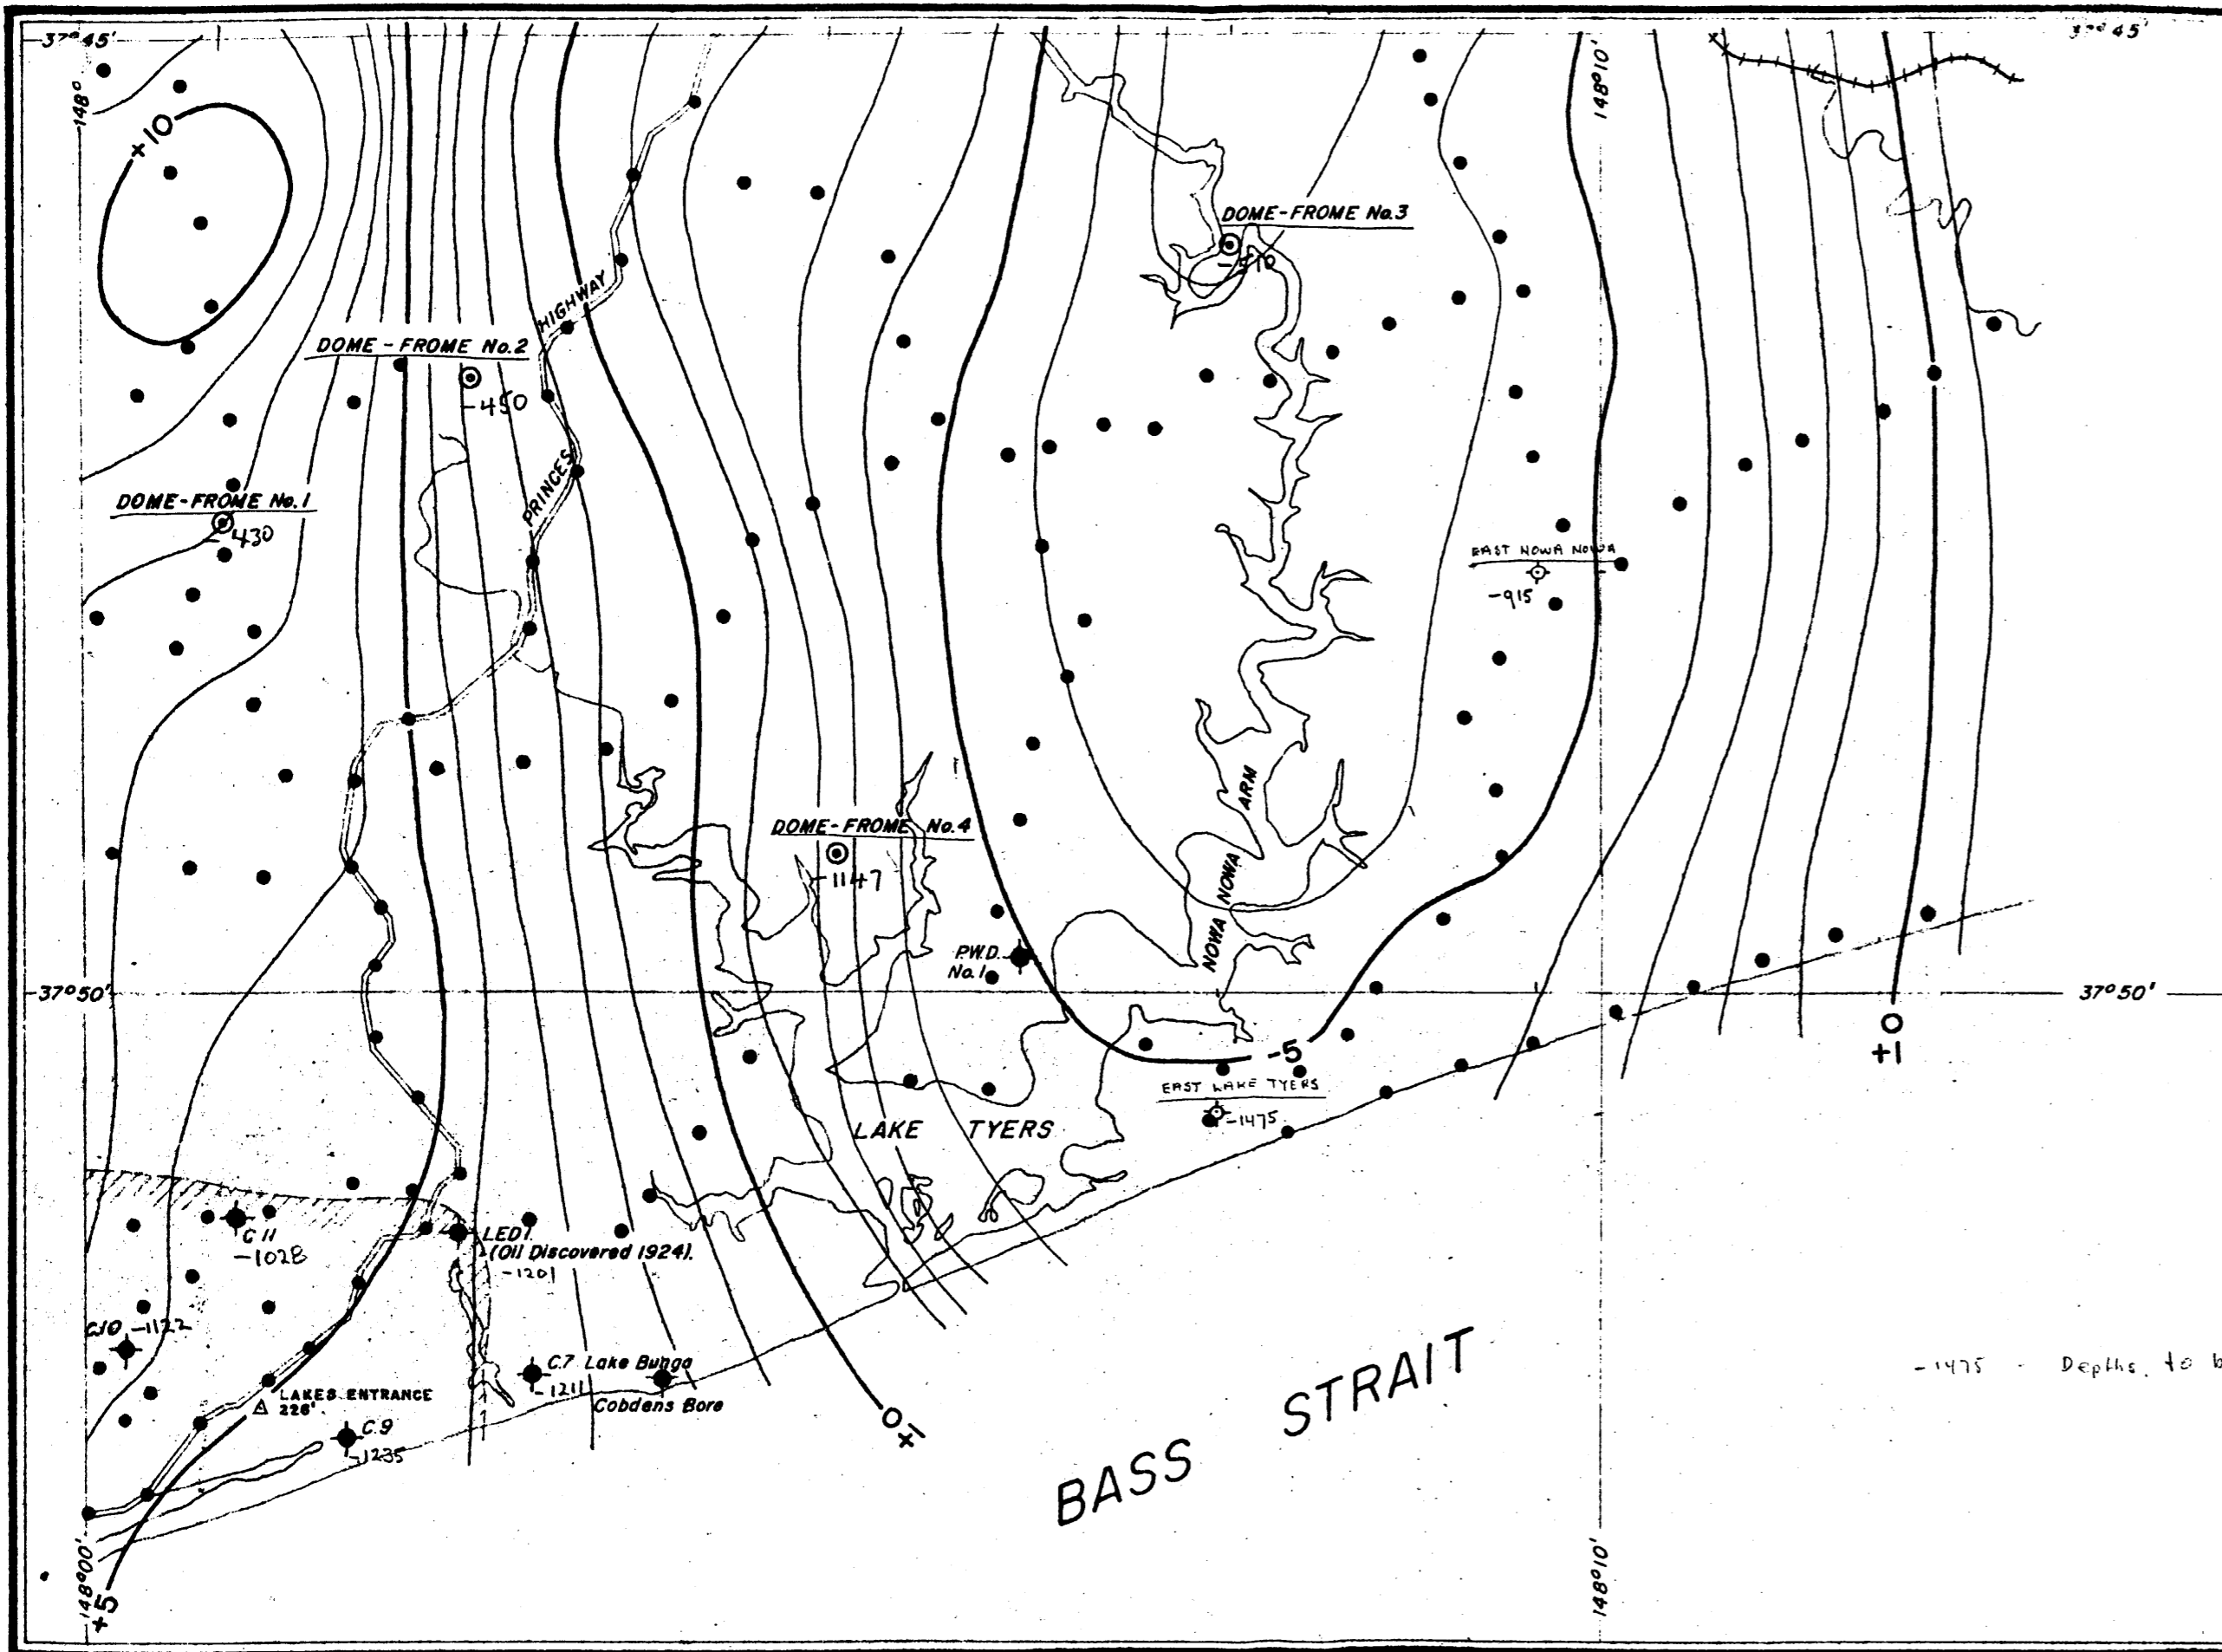 37°45'
37°45'
148°
148°10'
+10
DOME-FROME No.3
HIGHWAY
DOME - FROME No.2
-450
PRINCES
DOME-FROME No.1
-430
EAST NOWA NOWA
-915
ARM
NOWA NOWA
DOME-FROME No.4
-1147
P.W.D.
No.1
37°50'
37°50'
-5
+0
EAST LAKE TYERS
-1475
LAKE TYERS
C 11
-1028
LED1.
(Oil Discovered 1924).
-1201
C.10 -1122
C.7 Lake Bunga
-1211
Cobdens Bore
LAKES ENTRANCE
226'
C.9
-1235
+0
BASS STRAIT
-1475 - Depths. to b
148°00'
+5
148°10'